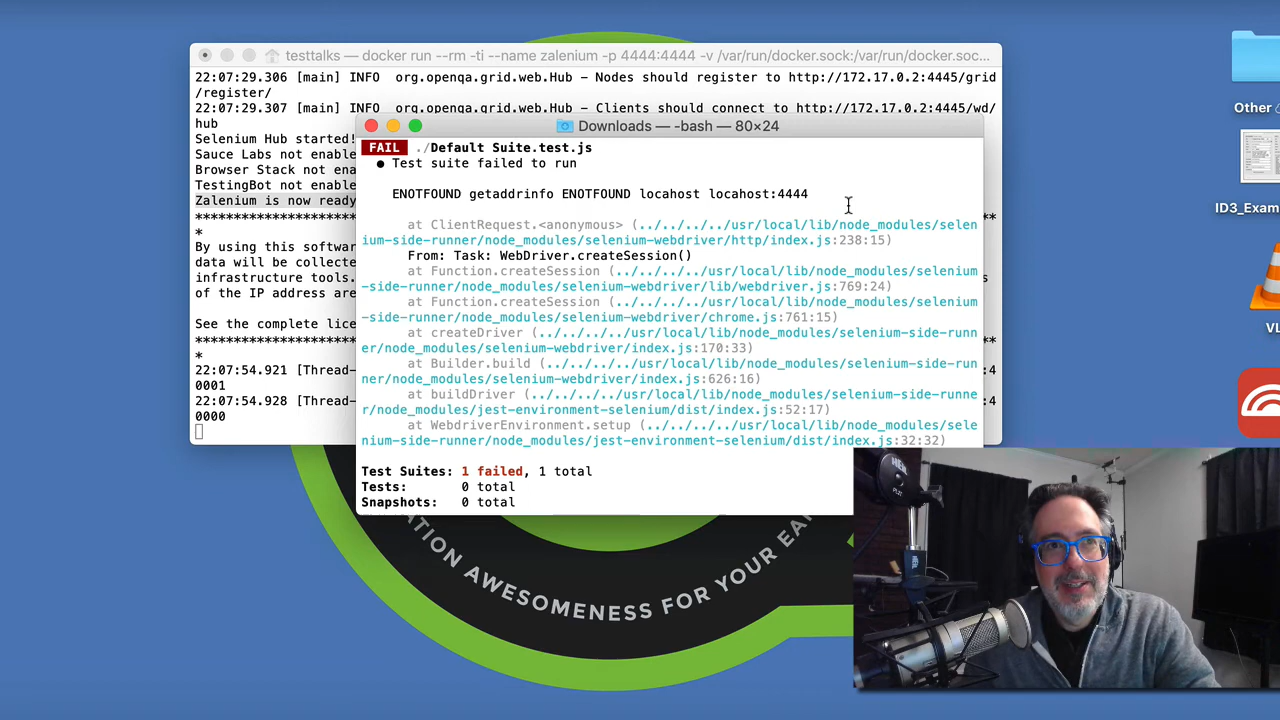 testtalks — docker run --rm -ti --name zalenium -p 4444:4444 -v /var/run/docker.sock:/var/run/docker.soc...
22:07:29.306 [main] INFO  org.openqa.grid.web.Hub - Nodes should register to http://172.17.0.2:4445/grid
/register/
22:07:29.307 [main] INFO  org.openqa.grid.web.Hub - Clients should connect to http://172.17.0.2:4445/wd/
hub
Selenium Hub started!
Sauce Labs not enable
Browser Stack not ena
TestingBot not enable
Zalenium is now ready
*
By using this softwar
data will be collecte
infrastructure tools.
of the IP address are
See the complete lice
*
22:07:54.921 [Thread- :4
0001
22:07:54.928 [Thread- :4
0000
Downloads — -bash — 80×24
FAIL ./Default Suite.test.js
● Test suite failed to run
ENOTFOUND getaddrinfo ENOTFOUND locahost locahost:4444
at ClientRequest.<anonymous> (../../../../usr/local/lib/node_modules/selen
ium-side-runner/node_modules/selenium-webdriver/http/index.js:238:15)
From: Task: WebDriver.createSession()
at Function.createSession (../../../../usr/local/lib/node_modules/selenium
-side-runner/node_modules/selenium-webdriver/lib/webdriver.js:769:24)
at Function.createSession (../../../../usr/local/lib/node_modules/selenium
-side-runner/node_modules/selenium-webdriver/chrome.js:761:15)
at createDriver (../../../../usr/local/lib/node_modules/selenium-side-runn
er/node_modules/selenium-webdriver/index.js:170:33)
at Builder.build (../../../../usr/local/lib/node_modules/selenium-side-run
ner/node_modules/selenium-webdriver/index.js:626:16)
at buildDriver (../../../../usr/local/lib/node_modules/selenium-side-runne
r/node_modules/jest-environment-selenium/dist/index.js:52:17)
at WebdriverEnvironment.setup (../../../../usr/local/lib/node_modules/sele
nium-side-runner/node_modules/jest-environment-selenium/dist/index.js:32:32)
Test Suites: 1 failed, 1 total
Tests: 0 total
Snapshots: 0 total
ATION AWESOMENESS FOR YOUR EA
Other
ID3_Exam
VL